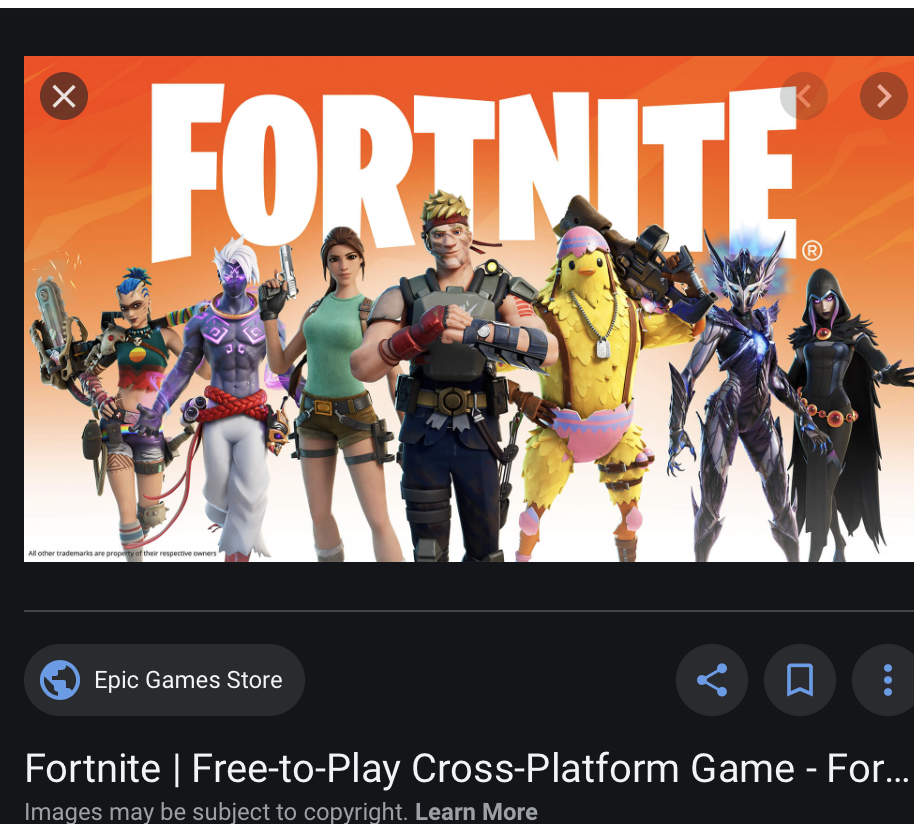 FORTNITE
®
All other trademarks are property of their respective owners
Epic Games Store
Fortnite | Free-to-Play Cross-Platform Game - For...
Images may be subject to copyright. Learn More